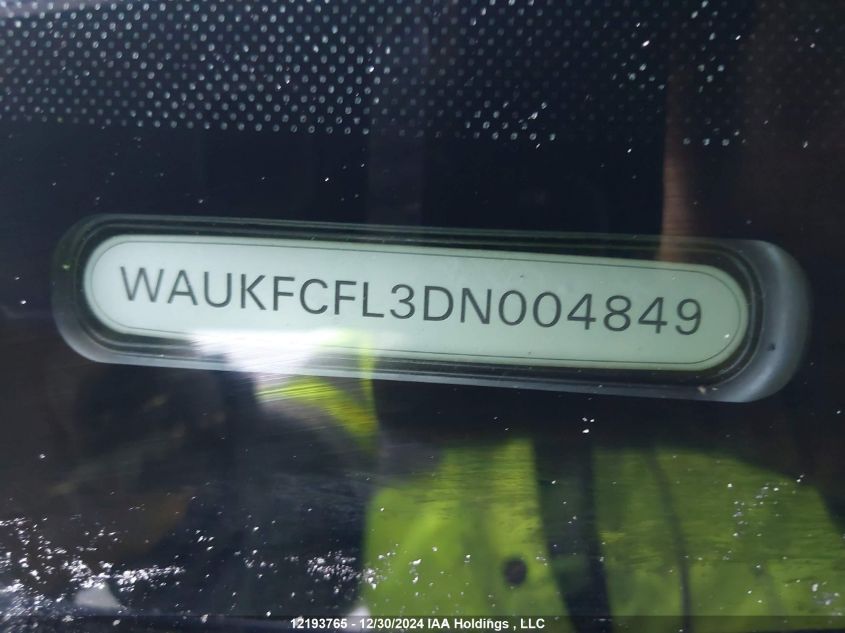 WAUKFCFL3DN004849
12193765 - 12/30/2024 IAA Holdings , LLC